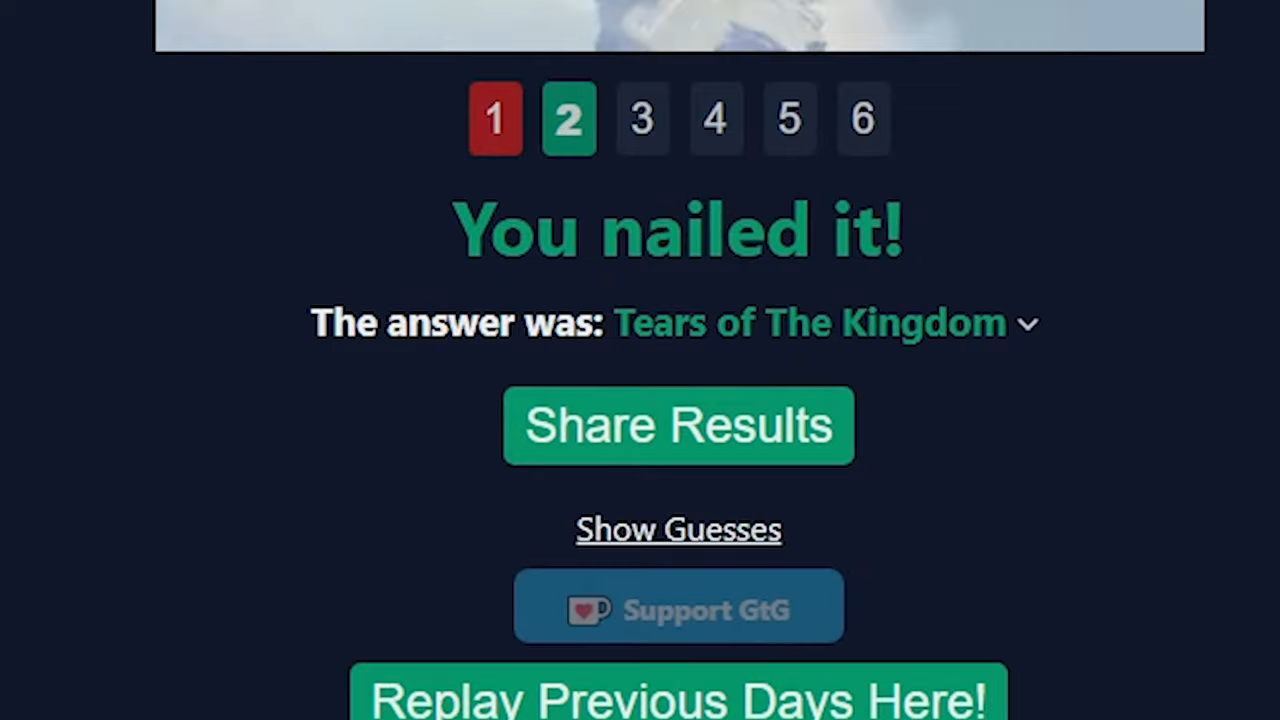 1 2 3 4 5 6
You nailed it!
The answer was: Tears of The Kingdom
Share Results
Show Guesses
Support GtG
Replay Previous Days Here!